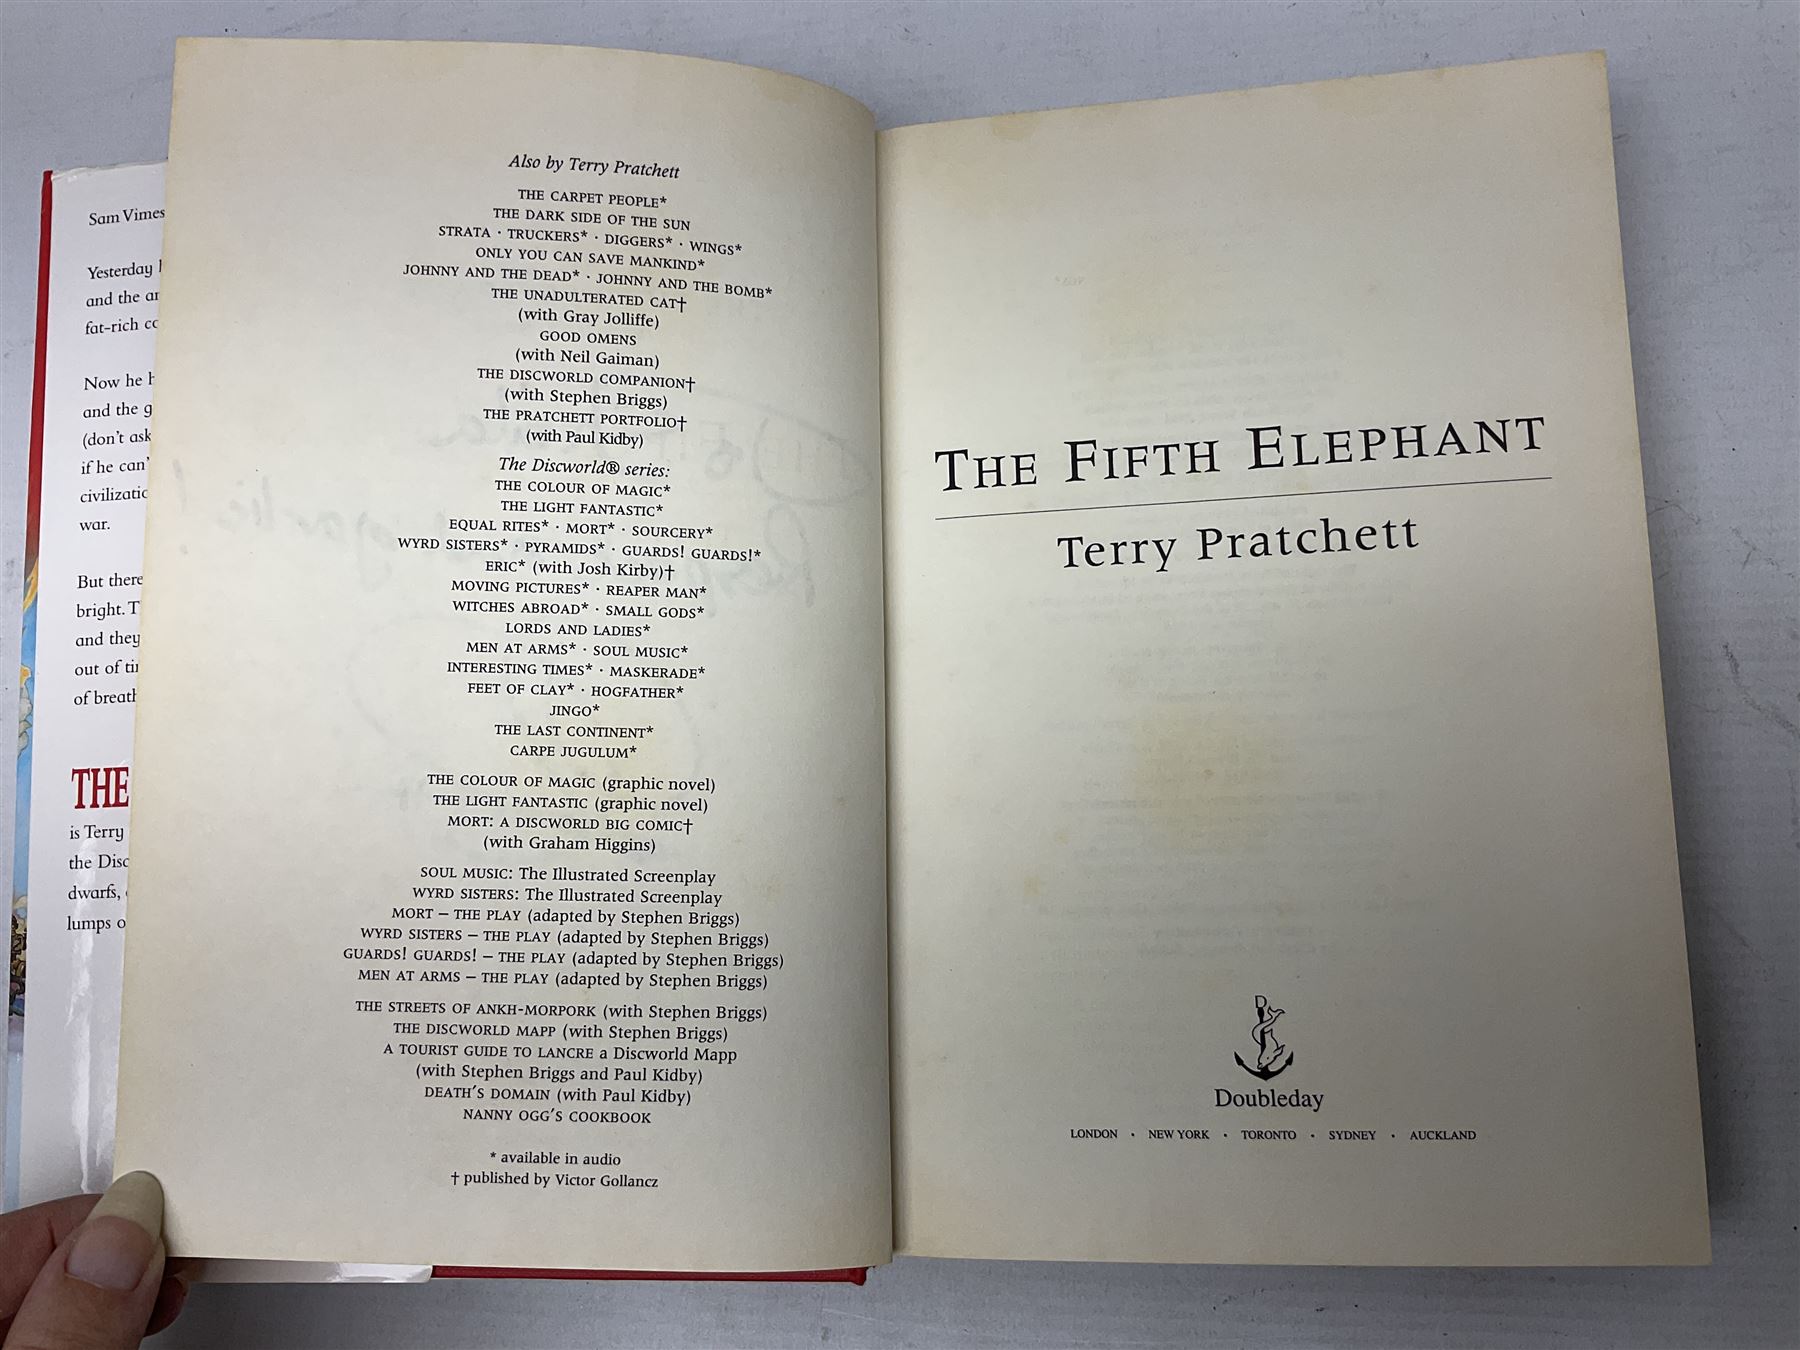 Sam Vimes
Yesterday
and the
fat-rich
Now he
and the
(don't ask
if he can'
war.
But there
bright.
and they
out of
of
THE
is Terry
the
dwarfs,
lumps
Also by Terry Pratchett
THE CARPET PEOPLE*
THE DARK SIDE OF THE SUN
STRATA · TRUCKERS* · DIGGERS* · WINGS*
ONLY YOU CAN SAVE MANKIND*
JOHNNY AND THE DEAD* · JOHNNY AND THE BOMB*
THE UNADULTERATED CAT†
(with Gray Jolliffe)
GOOD OMENS
(with Neil Gaiman)
THE DISCWORLD COMPANION†
(with Stephen Briggs)
THE PRATCHETT PORTFOLIO†
(with Paul Kidby)
The Discworld® series:
THE COLOUR OF MAGIC*
THE LIGHT FANTASTIC*
EQUAL RITES* · MORT* · SOURCERY*
WYRD SISTERS* · PYRAMIDS* · GUARDS! GUARDS!*
ERIC* (with Josh Kirby)†
MOVING PICTURES* · REAPER MAN*
WITCHES ABROAD* · SMALL GODS*
LORDS AND LADIES*
MEN AT ARMS* · SOUL MUSIC*
INTERESTING TIMES* · MASKERADE*
FEET OF CLAY* · HOGFATHER*
JINGO*
THE LAST CONTINENT*
CARPE JUGULUM*
THE COLOUR OF MAGIC (graphic novel)
THE LIGHT FANTASTIC (graphic novel)
MORT: A DISCWORLD BIG COMIC†
(with Graham Higgins)
SOUL MUSIC: The Illustrated Screenplay
WYRD SISTERS: The Illustrated Screenplay
MORT – THE PLAY (adapted by Stephen Briggs)
WYRD SISTERS – THE PLAY (adapted by Stephen Briggs)
GUARDS! GUARDS! – THE PLAY (adapted by Stephen Briggs)
MEN AT ARMS – THE PLAY (adapted by Stephen Briggs)
THE STREETS OF ANKH-MORPORK (with Stephen Briggs)
THE DISCWORLD MAPP (with Stephen Briggs)
A TOURIST GUIDE TO LANCRE a Discworld Mapp
(with Stephen Briggs and Paul Kidby)
DEATH'S DOMAIN (with Paul Kidby)
NANNY OGG'S COOKBOOK
* available in audio
† published by Victor Gollancz
THE FIFTH ELEPHANT
Terry Pratchett
D
Doubleday
LONDON · NEW YORK · TORONTO · SYDNEY · AUCKLAND